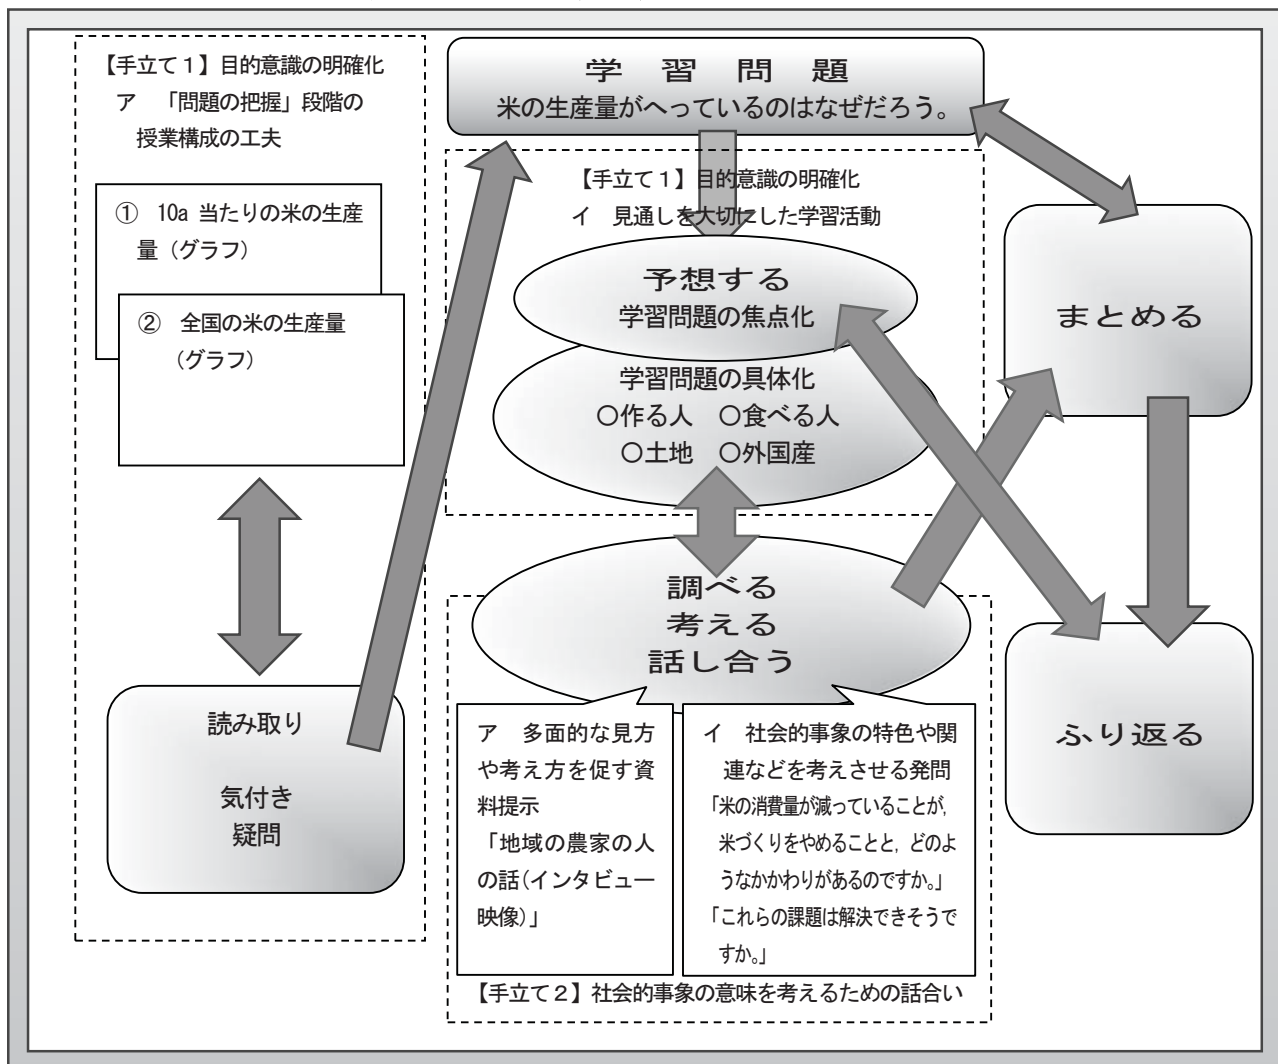 【手立て１】目的意識の明確化
ア　「問題の把握」段階の
授業構成の工夫
①　10a 当たりの米の生産
量（グラフ）
②　全国の米の生産量
（グラフ）
読み取り
気付き
疑問
学　習　問　題
米の生産量がへっているのはなぜだろう。
【手立て１】目的意識の明確化
イ　見通しを大切にした学習活動
予想する
学習問題の焦点化
学習問題の具体化
○作る人　○食べる人
○土地　○外国産
調べる
考える
話し合う
ア　多面的な見方
や考え方を促す資
料提示
「地域の農家の人
の話（インタビュー
映像）」
イ　社会的事象の特色や関
連などを考えさせる発問
「米の消費量が減っていることが，
米づくりをやめることと，どのよ
うなかかわりがあるのですか。」
「これらの課題は解決できそうで
すか。」
【手立て２】社会的事象の意味を考えるための話合い
まとめる
ふり返る